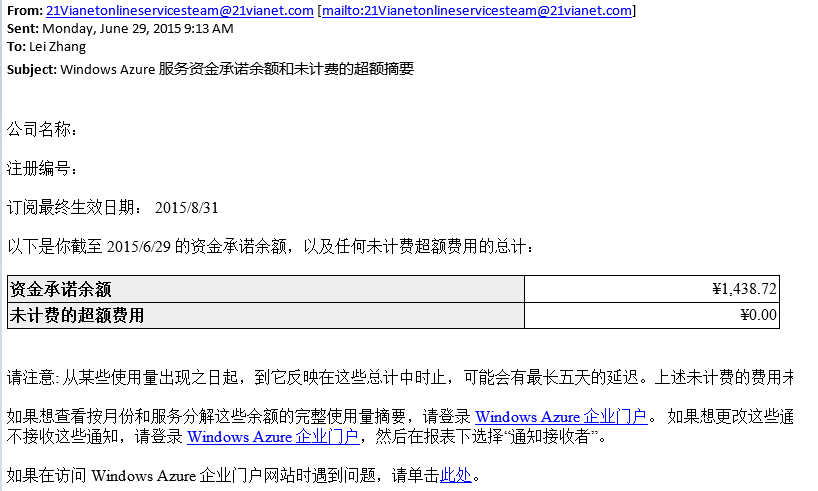 From: 21Vianetonlineservicesteam@21vianet.com [mailto:21Vianetonlineservicesteam@21vianet.com]
Sent: Monday, June 29, 2015 9:13 AM
To: Lei Zhang
Subject: Windows Azure 服务资金承诺余额和未计费的超额摘要
公司名称：
注册编号：
订阅最终生效日期： 2015/8/31
以下是你截至 2015/6/29 的资金承诺余额，以及任何未计费超额费用的总计：
资金承诺余额 ¥1,438.72
未计费的超额费用 ¥0.00
请注意: 从某些使用量出现之日起，到它反映在这些总计中时止，可能会有最长五天的延迟。上述未计费的费用未
如果想查看按月份和服务分解这些余额的完整使用量摘要，请登录 Windows Azure 企业门户。 如果想更改这些通
不接收这些通知，请登录 Windows Azure 企业门户，然后在报表下选择“通知接收者”。
如果在访问 Windows Azure 企业门户网站时遇到问题，请单击此处。